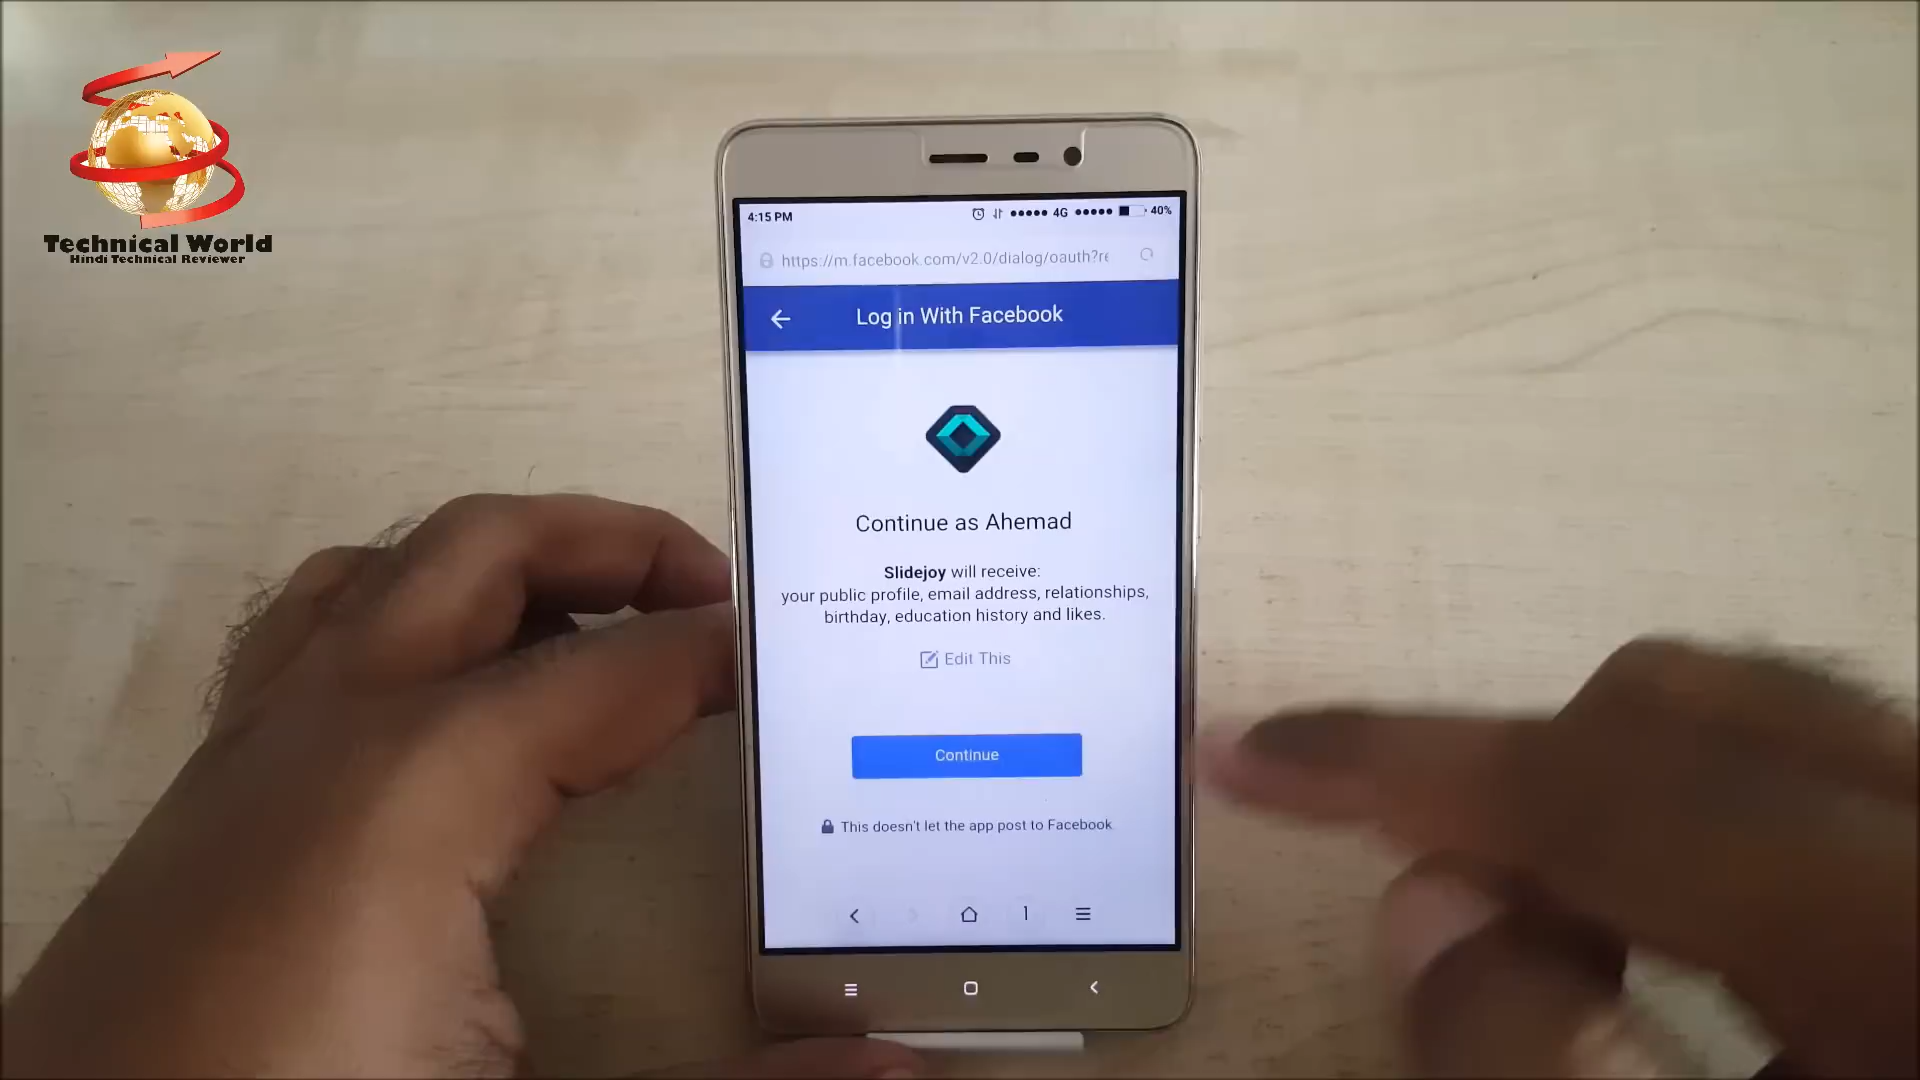 Technical World
Hindi Technical Reviewer
4:15 PM
4G
40%
https://m.facebook.com/v2.0/dialog/oauth?re
Log in With Facebook
Continue as Ahemad
Slidejoy will receive:
your public profile, email address, relationships,
birthday, education history and likes.
Edit This
Continue
This doesn't let the app post to Facebook
1